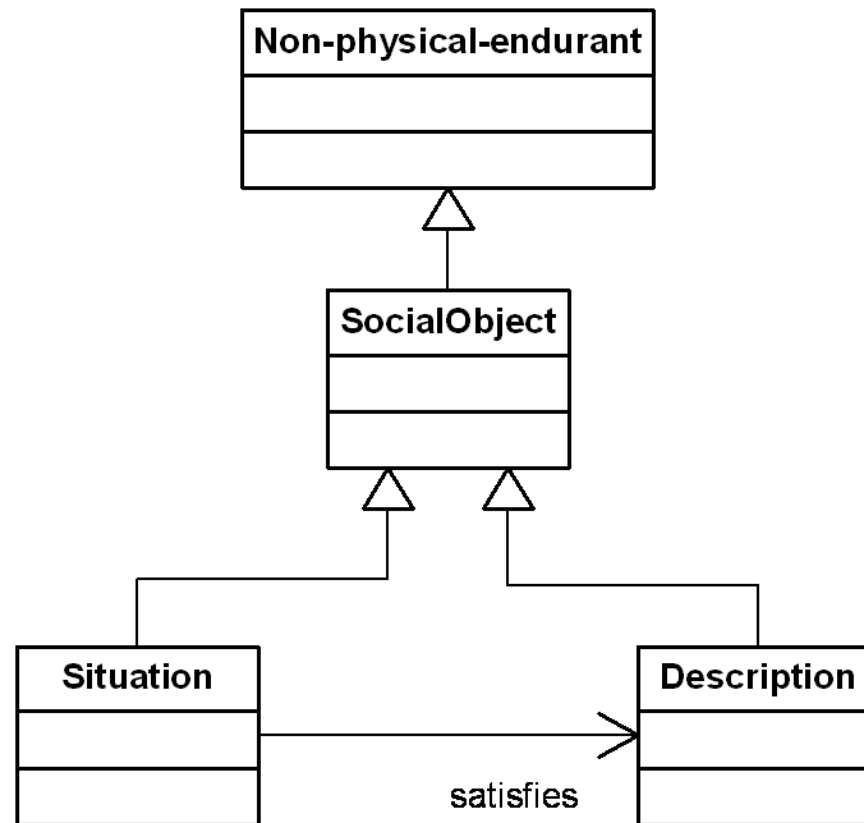 Non-physical-endurant
SocialObject
Situation
Description
satisfies